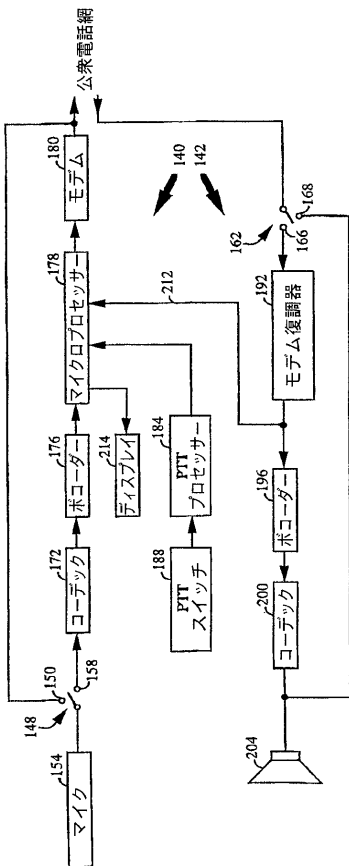 公衆電話網
180
モデム
178
マイクロプロセッサー
176
ボコーダー
172
コーデック
150
158
148
154
マイク
140
142
212
214
ディスプレイ
184
PTT
プロセッサー
188
PTT
スイッチ
162
166
168
192
モデム復調器
196
ボコーダー
200
コーデック
204